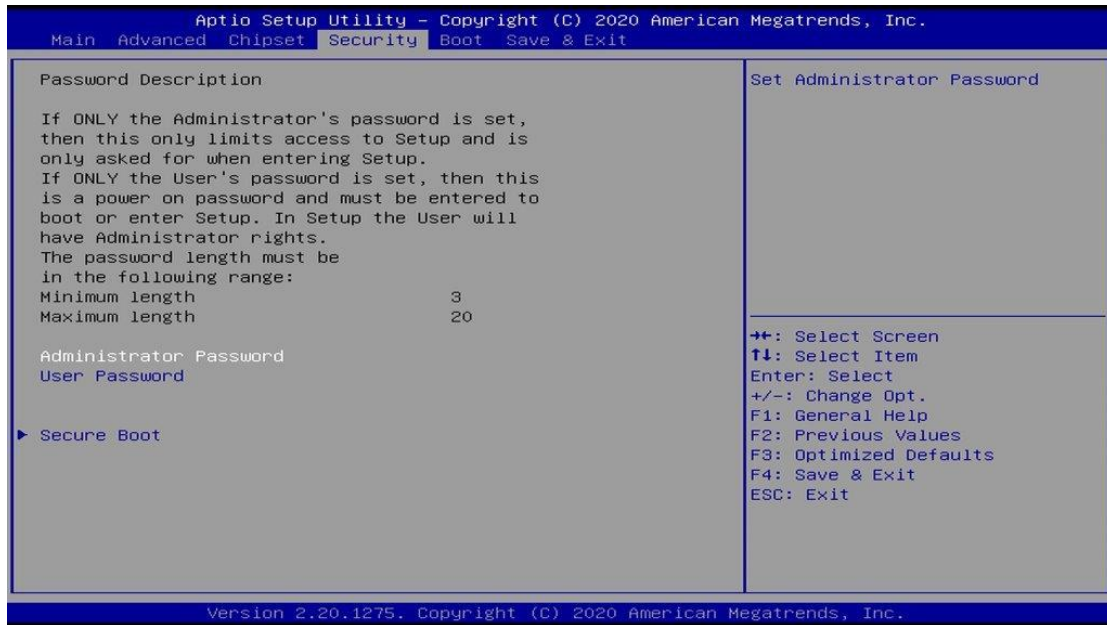 Aptio Setup Utility – Copyright (C) 2020 American Megatrends, Inc.
Main Advanced Chipset Security Boot Save & Exit
Password Description
If ONLY the Administrator's password is set,
then this only limits access to Setup and is
only asked for when entering Setup.
If ONLY the User's password is set, then this
is a power on password and must be entered to
boot or enter Setup. In Setup the User will
have Administrator rights.
The password length must be
in the following range:
Minimum length 3
Maximum length 20
Administrator Password
User Password
► Secure Boot
Set Administrator Password
→←: Select Screen
↑↓: Select Item
Enter: Select
+/-: Change Opt.
F1: General Help
F2: Previous Values
F3: Optimized Defaults
F4: Save & Exit
ESC: Exit
Version 2.20.1275. Copyright (C) 2020 American Megatrends, Inc.